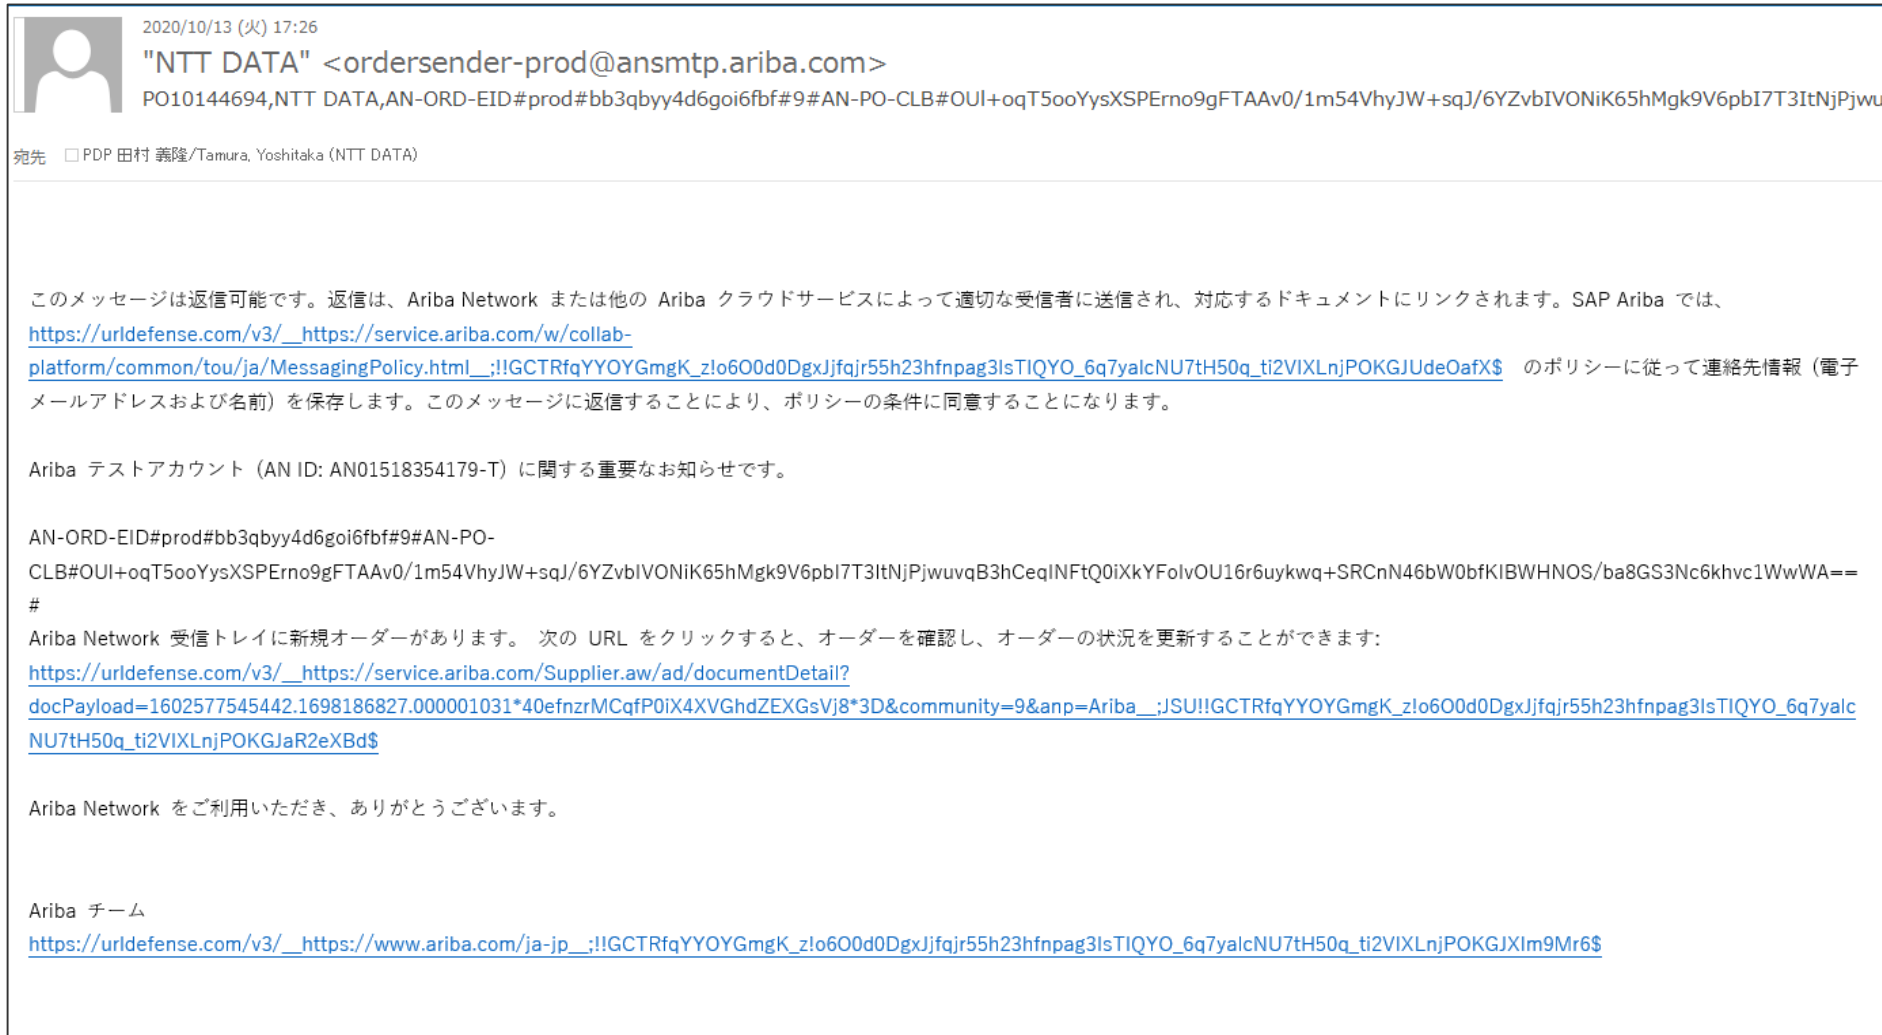 2020/10/13 (火) 17:26
"NTT DATA" <ordersender-prod@ansmtp.ariba.com>
PO10144694,NTT DATA,AN-ORD-EID#prod#bb3qbyy4d6goi6fbf#9#AN-PO-CLB#OUl+oqT5ooYysXSPErno9gFTAAv0/1m54VhyJW+sqJ/6YZvbIVONiK65hMgk9V6pbI7T3ItNjPjwu
宛先 PDP 田村 義隆/Tamura, Yoshitaka (NTT DATA)
このメッセージは返信可能です。返信は、Ariba Network または他の Ariba クラウドサービスによって適切な受信者に送信され、対応するドキュメントにリンクされます。SAP Ariba では、
https://urldefense.com/v3/__https://service.ariba.com/w/collab-
platform/common/tou/ja/MessagingPolicy.html__;!!GCTRfqYYOYGmgK_z!o6O0d0DgxJjfqjr55h23hfnpag3IsTIQYO_6q7yalcNU7tH50q_ti2VIXLnjPOKGJUdeOafX$ のポリシーに従って連絡先情報 (電子
メールアドレスおよび名前) を保存します。このメッセージに返信することにより、ポリシーの条件に同意することになります。
Ariba テストアカウント (AN ID: AN01518354179-T) に関する重要なお知らせです。
AN-ORD-EID#prod#bb3qbyy4d6goi6fbf#9#AN-PO-
CLB#OUl+oqT5ooYysXSPErno9gFTAAv0/1m54VhyJW+sqJ/6YZvbIVONiK65hMgk9V6pbI7T3ItNjPjwuvqB3hCeqINFtQ0iXkYFoIvOU16r6uykwq+SRCnN46bW0bfKIBWHNOS/ba8GS3Nc6khvc1WwWA==
#
Ariba Network 受信トレイに新規オーダーがあります。 次の URL をクリックすると、オーダーを確認し、オーダーの状況を更新することができます:
https://urldefense.com/v3/__https://service.ariba.com/Supplier.aw/ad/documentDetail?
docPayload=1602577545442.1698186827.000001031*40efnzrMCqfP0iX4XVGhdZEXGsVj8*3D&community=9&anp=Ariba__;JSU!!GCTRfqYYOYGmgK_z!o6O0d0DgxJjfqjr55h23hfnpag3IsTIQYO_6q7yalc
NU7tH50q_ti2VIXLnjPOKGJaR2eXBd$
Ariba Network をご利用いただき、ありがとうございます。
Ariba チーム
https://urldefense.com/v3/__https://www.ariba.com/ja-jp__;!!GCTRfqYYOYGmgK_z!o6O0d0DgxJjfqjr55h23hfnpag3IsTIQYO_6q7yalcNU7tH50q_ti2VIXLnjPOKGJXIm9Mr6$